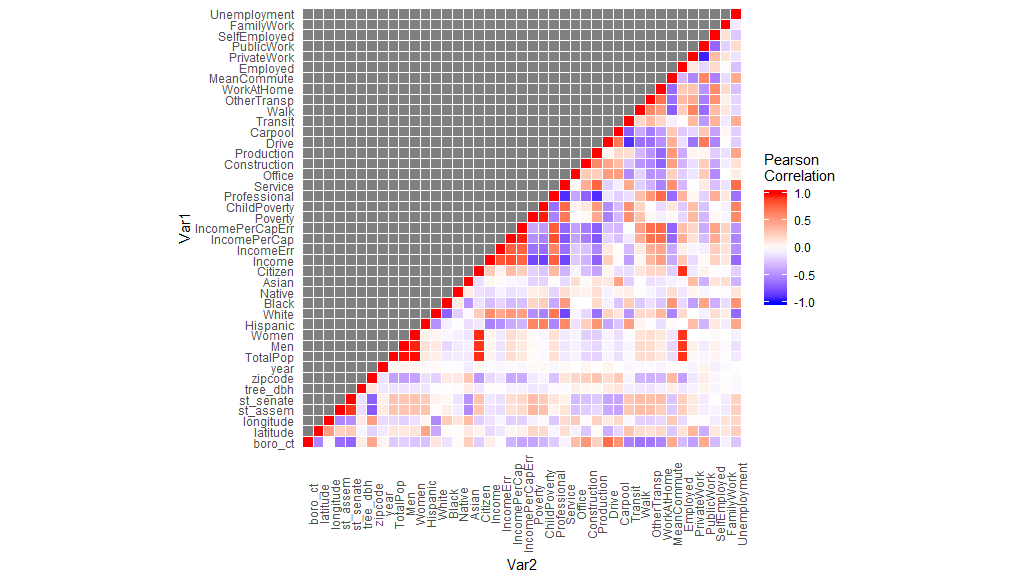 Unemployment
FamilyWork
SelfEmployed
PublicWork
PrivateWork
Employed
MeanCommute
WorkAtHome
OtherTransp
Walk
Transit
Carpool
Drive
Production
Construction
Office
Service
Professional
ChildPoverty
Poverty
IncomePerCapErr
IncomePerCap
IncomeErr
Income
Citizen
Asian
Native
Black
White
Hispanic
Women
Men
TotalPop
year
zipcode
tree_dbh
st_senate
st_assem
longitude
latitude
boro_ct
Var1
boro_ct
latitude
longitude
st_assem
st_senate
tree_dbh
zipcode
year
TotalPop
Men
Women
Hispanic
White
Black
Native
Asian
Citizen
Income
IncomeErr
IncomePerCap
IncomePerCapErr
Poverty
ChildPoverty
Professional
Service
Office
Construction
Production
Drive
Carpool
Transit
Walk
OtherTransp
WorkAtHome
MeanCommute
Employed
PrivateWork
PublicWork
SelfEmployed
FamilyWork
Unemployment
Var2
Pearson
Correlation
1.0
0.5
0.0
-0.5
-1.0